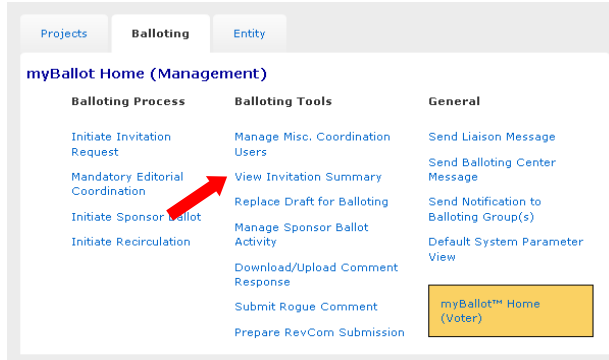 Projects
Balloting
Entity
myBallot Home (Management)
Balloting Process
Initiate Invitation
Request
Mandatory Editorial
Coordination
Initiate Sponsor Ballot
Initiate Recirculation
Balloting Tools
Manage Misc. Coordination
Users
View Invitation Summary
Replace Draft for Balloting
Manage Sponsor Ballot
Activity
Download/Upload Comment
Response
Submit Rogue Comment
Prepare RevCom Submission
General
Send Liaison Message
Send Balloting Center
Message
Send Notification to
Balloting Group(s)
Default System Parameter
View
myBallot™ Home
(Voter)